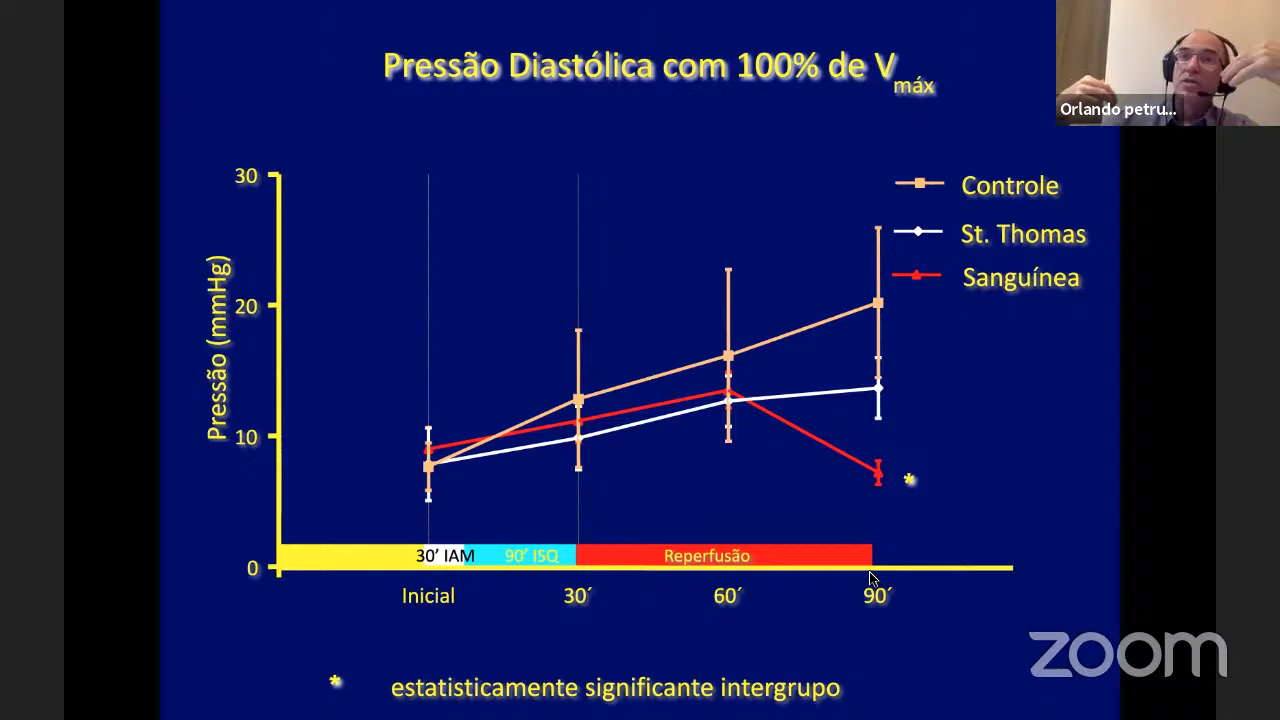 Pressão Diastólica com 100% de Vmáx
Orlando petru...
30
20
10
0
Pressão (mmHg)
Controle
St. Thomas
Sanguínea
*
30’ IAM
90’ ISQ
Reperfusão
Inicial
30´
60´
90´
zoom
* estatisticamente significante intergrupo